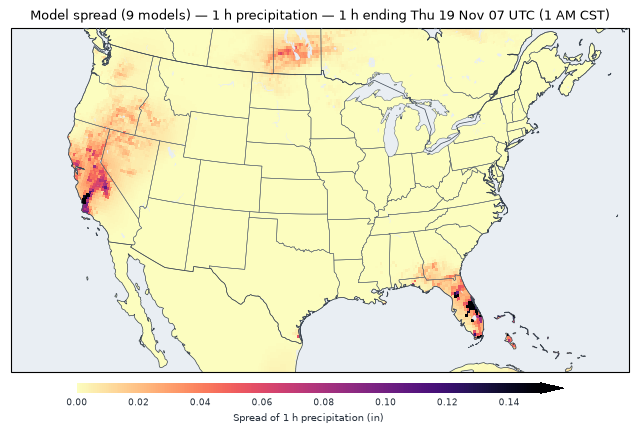 Model spread (9 models) — 1 h precipitation — 1 h ending Thu 19 Nov 07 UTC (1 AM CST)
0.00 0.02 0.04 0.06 0.08 0.10 0.12 0.14
Spread of 1 h precipitation (in)